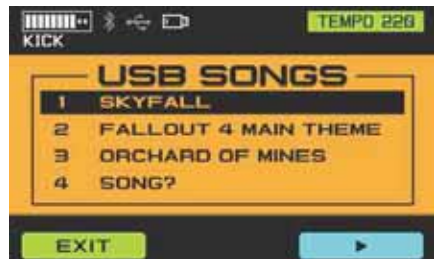 TEMPO 220
KICK
USB SONGS
1 SKYFALL
2 FALLOUT 4 MAIN THEME
3 ORCHARD OF MINES
4 SONG?
EXIT